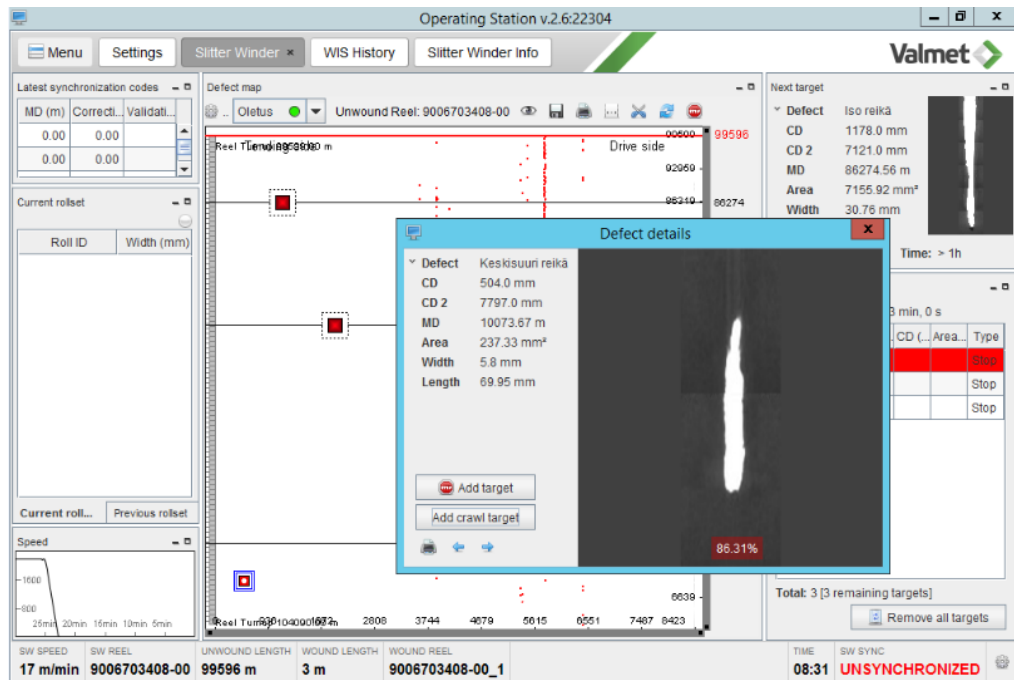 Operating Station v.2.6:22304
Menu
Settings
Slitter Winder
WIS History
Slitter Winder Info
Valmet
Latest synchronization codes
MD (m) Correcti... Validati...
0.00 0.00
0.00 0.00
Current rollset
Roll ID Width (mm)
Current roll... Previous rollset
Speed
1600
800
25min 20min 15min 10min 5min
Defect map
.. Oletus Unwound Reel: 9006703408-00
Drive side
99596
92959
86319 86274
6639
3744 4679 5615 6551 7487 8423
2808
Next target
Defect Iso reikä
CD 1178.0 mm
CD 2 7121.0 mm
MD 86274.56 m
Area 7155.92 mm²
Width 30.76 mm
Time: > 1h
3 min, 0 s
CD (... Area... Type
Stop
Stop
Stop
Total: 3 [3 remaining targets]
Remove all targets
Defect details
Defect Keskisuuri reikä
CD 504.0 mm
CD 2 7797.0 mm
MD 10073.67 m
Area 237.33 mm²
Width 5.8 mm
Length 69.95 mm
Add target
Add crawl target
86.31%
SW SPEED SW REEL UNWOUND LENGTH WOUND LENGTH WOUND REEL TIME SW SYNC
17 m/min 9006703408-00 99596 m 3 m 9006703408-00_1 08:31 UNSYNCHRONIZED